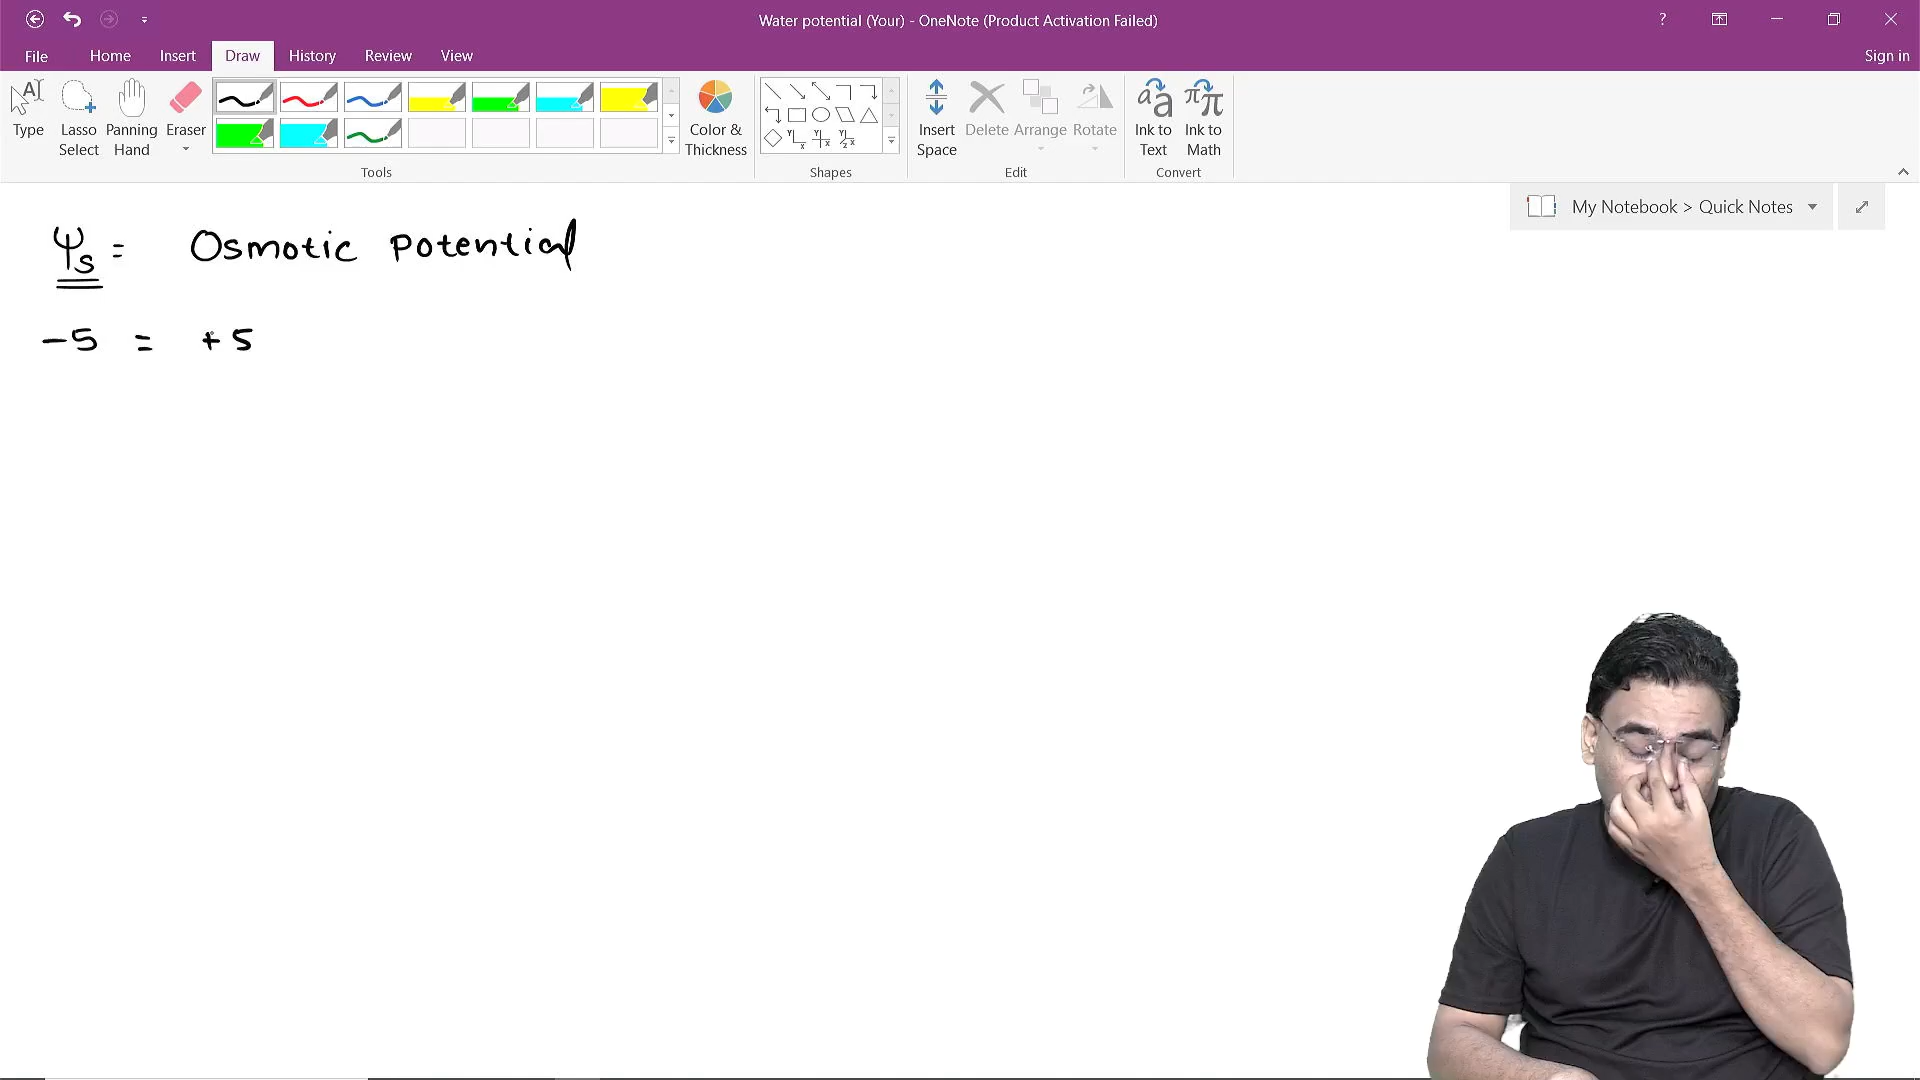 Water potential (Your) - OneNote (Product Activation Failed)
?
File
Home
Insert
Draw
History
Review
View
Sign in
Type
Lasso Select
Panning Hand
Eraser
Color & Thickness
Insert Space
Delete
Arrange
Rotate
Ink to Text
Ink to Math
Tools
Shapes
Edit
Convert
My Notebook > Quick Notes
Ψs = Osmotic Potential
-5 = +5